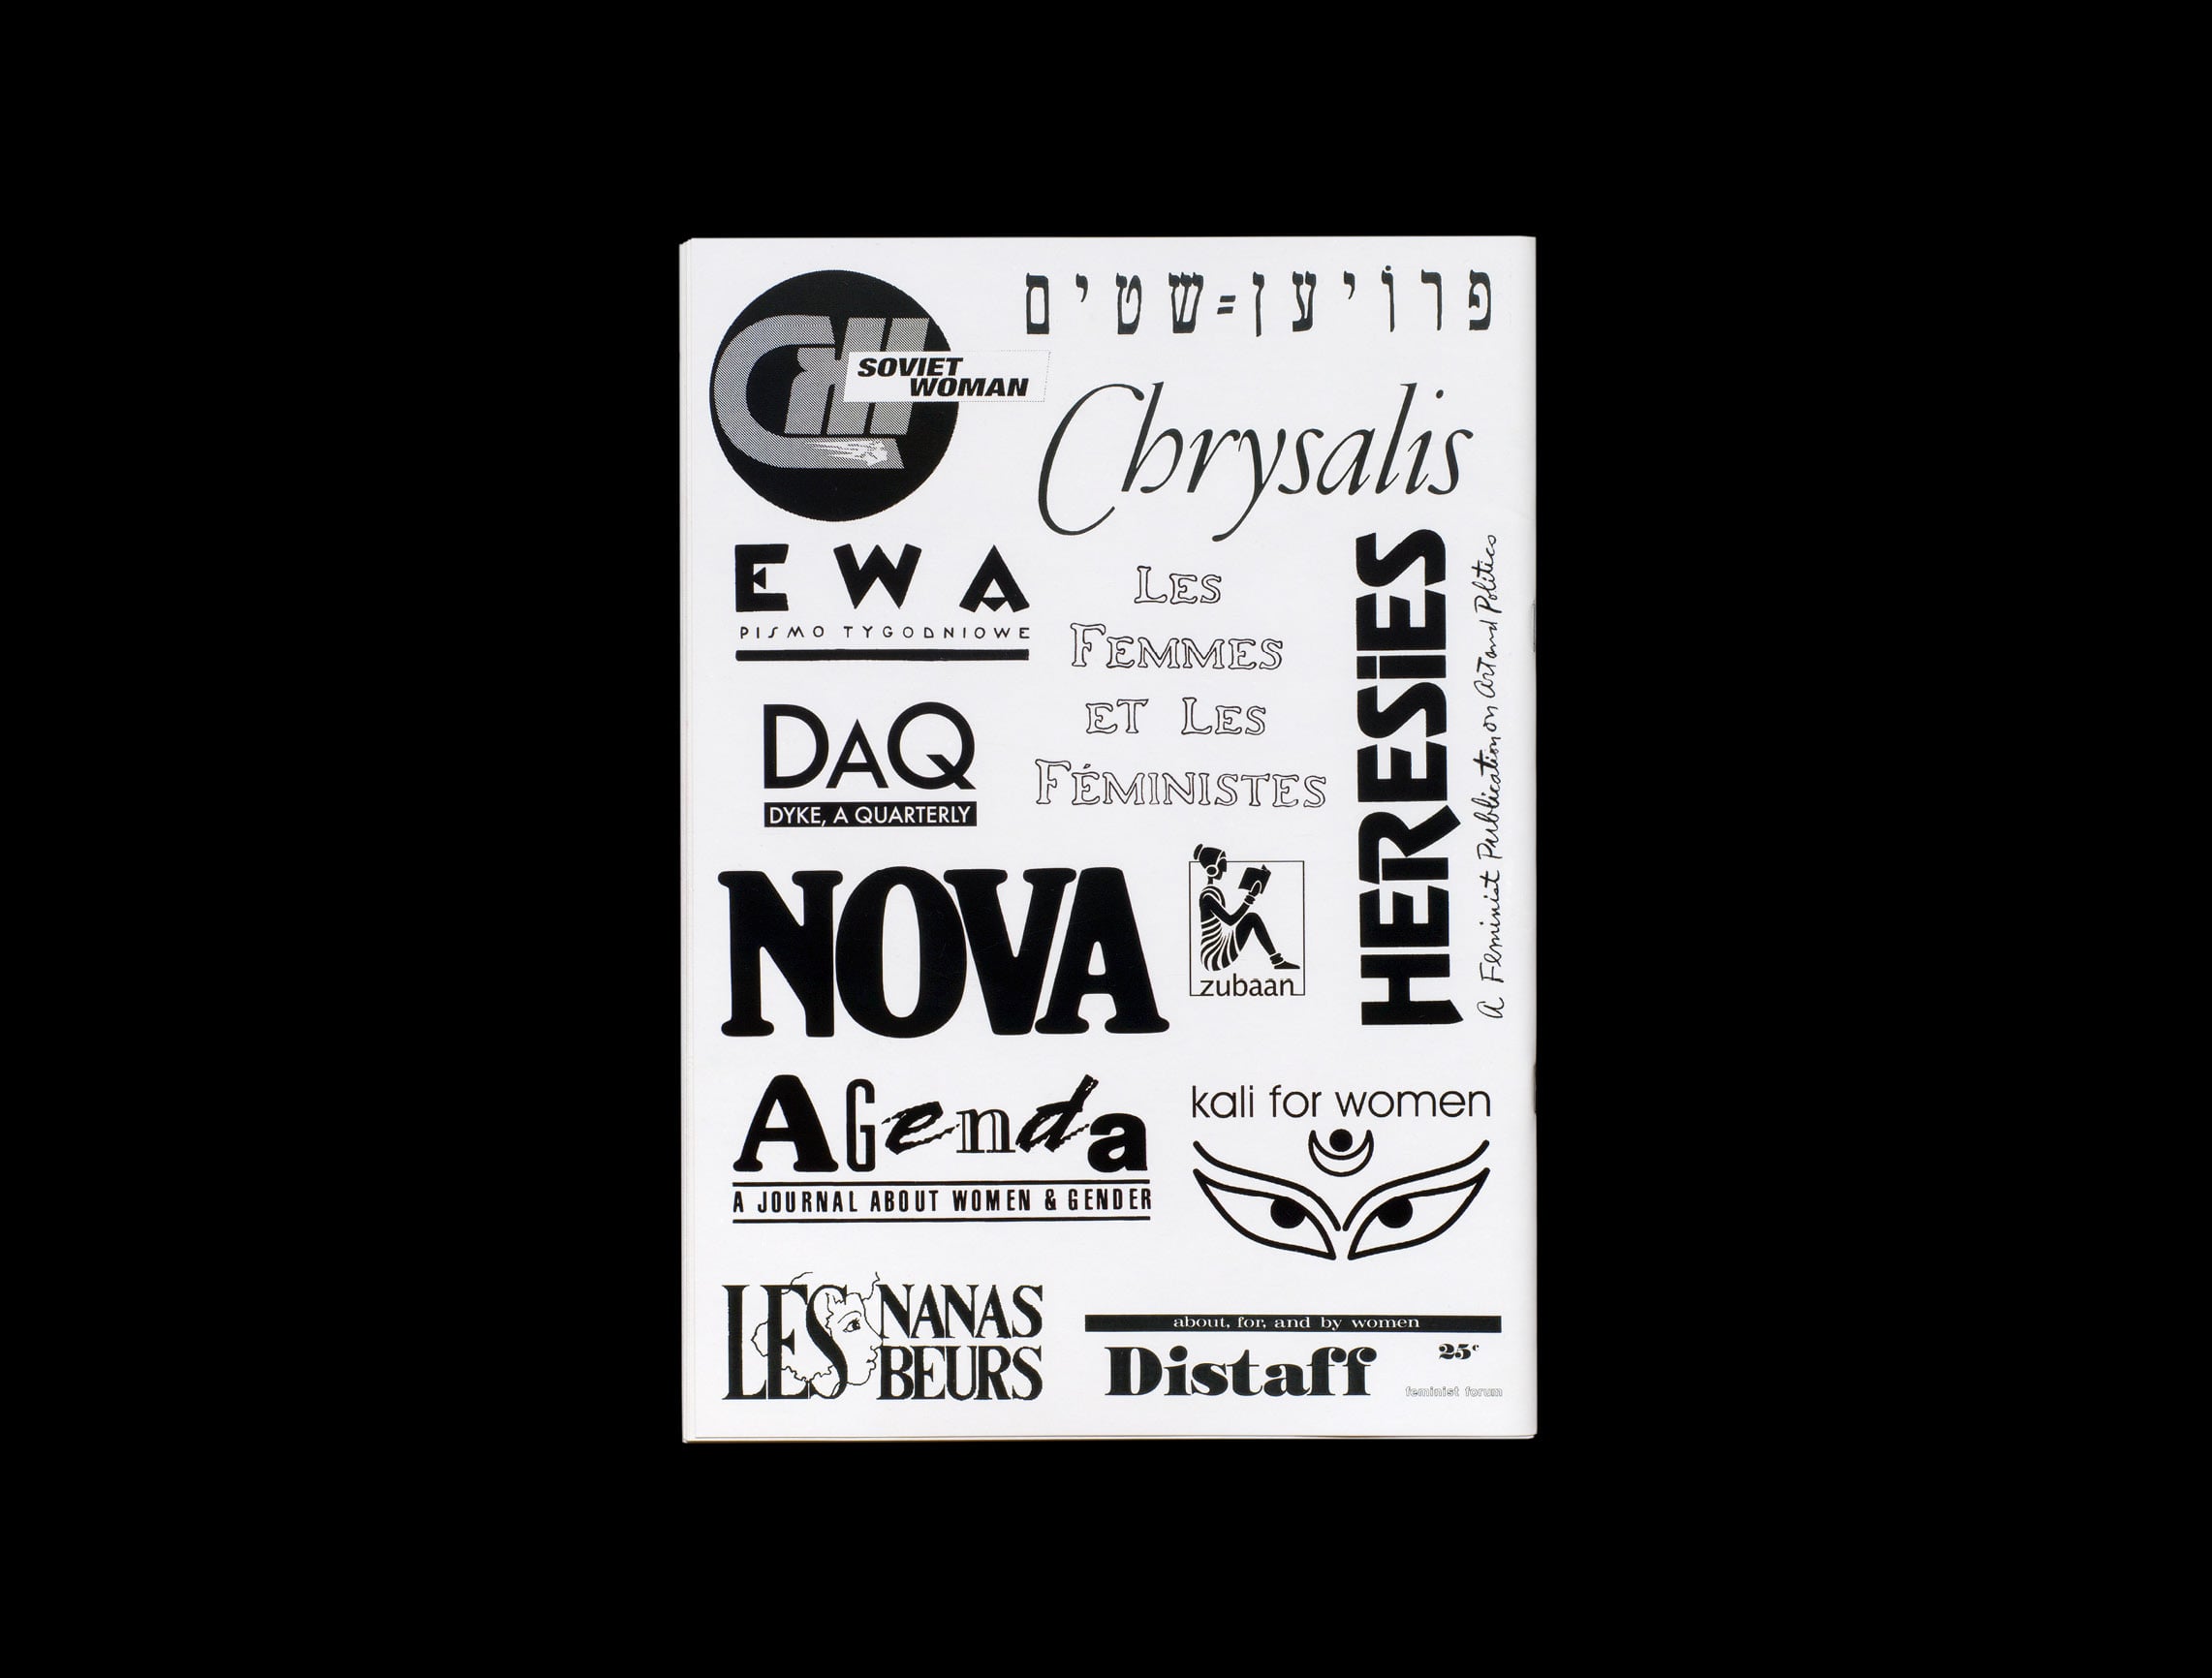 SOVIET
WOMAN
פרױען=שטים
Chrysalis
EWA
PISMO TYGODNIOWE
LES
FEMMES
ET LES
FÉMINISTES
HERESiES
A Feminist Publication on Art and Politics
DAQ
DYKE, A QUARTERLY
NOVA
zubaan
AGenda
A JOURNAL ABOUT WOMEN & GENDER
kali for women
LES NANAS
BEURS
about, for, and by women
Distaff
25¢
feminist forum